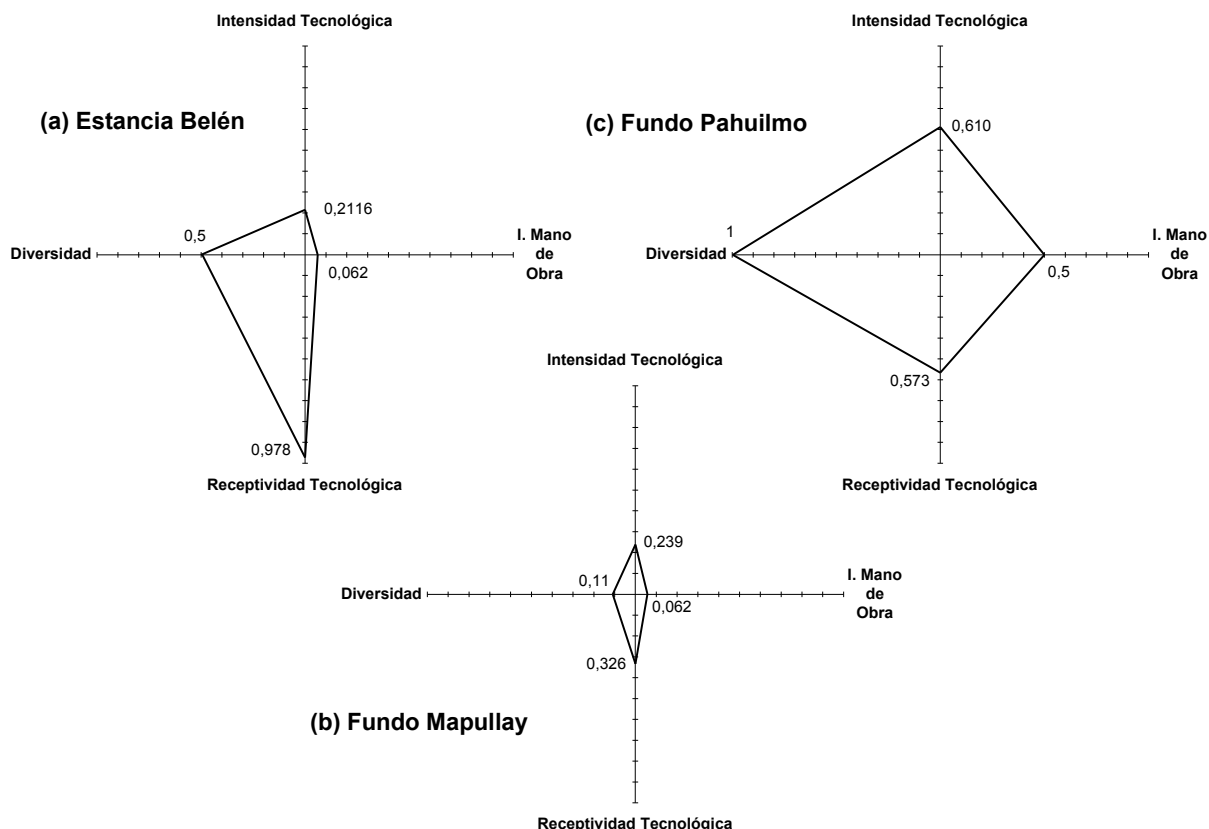 Intensidad Tecnológica
(a) Estancia Belén
0,2116
0,5
Diversidad
I. Mano
de
Obra
0,062
0,978
Receptividad Tecnológica
Intensidad Tecnológica
(c) Fundo Pahuilmo
0,610
1
Diversidad
I. Mano
de
Obra
0,5
0,573
Receptividad Tecnológica
Intensidad Tecnológica
0,239
0,11
Diversidad
I. Mano
de
Obra
0,062
0,326
(b) Fundo Mapullay
Receptividad Tecnológica